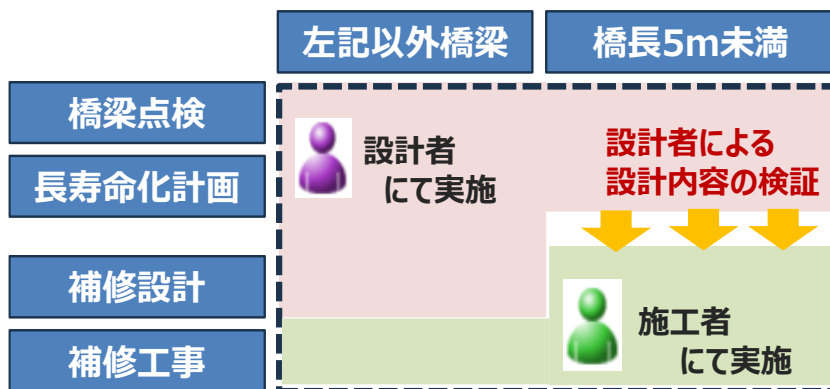 左記以外橋梁
橋長5m未満
橋梁点検
長寿命化計画
補修設計
補修工事
設計者
にて実施
設計者による
設計内容の検証
施工者
にて実施